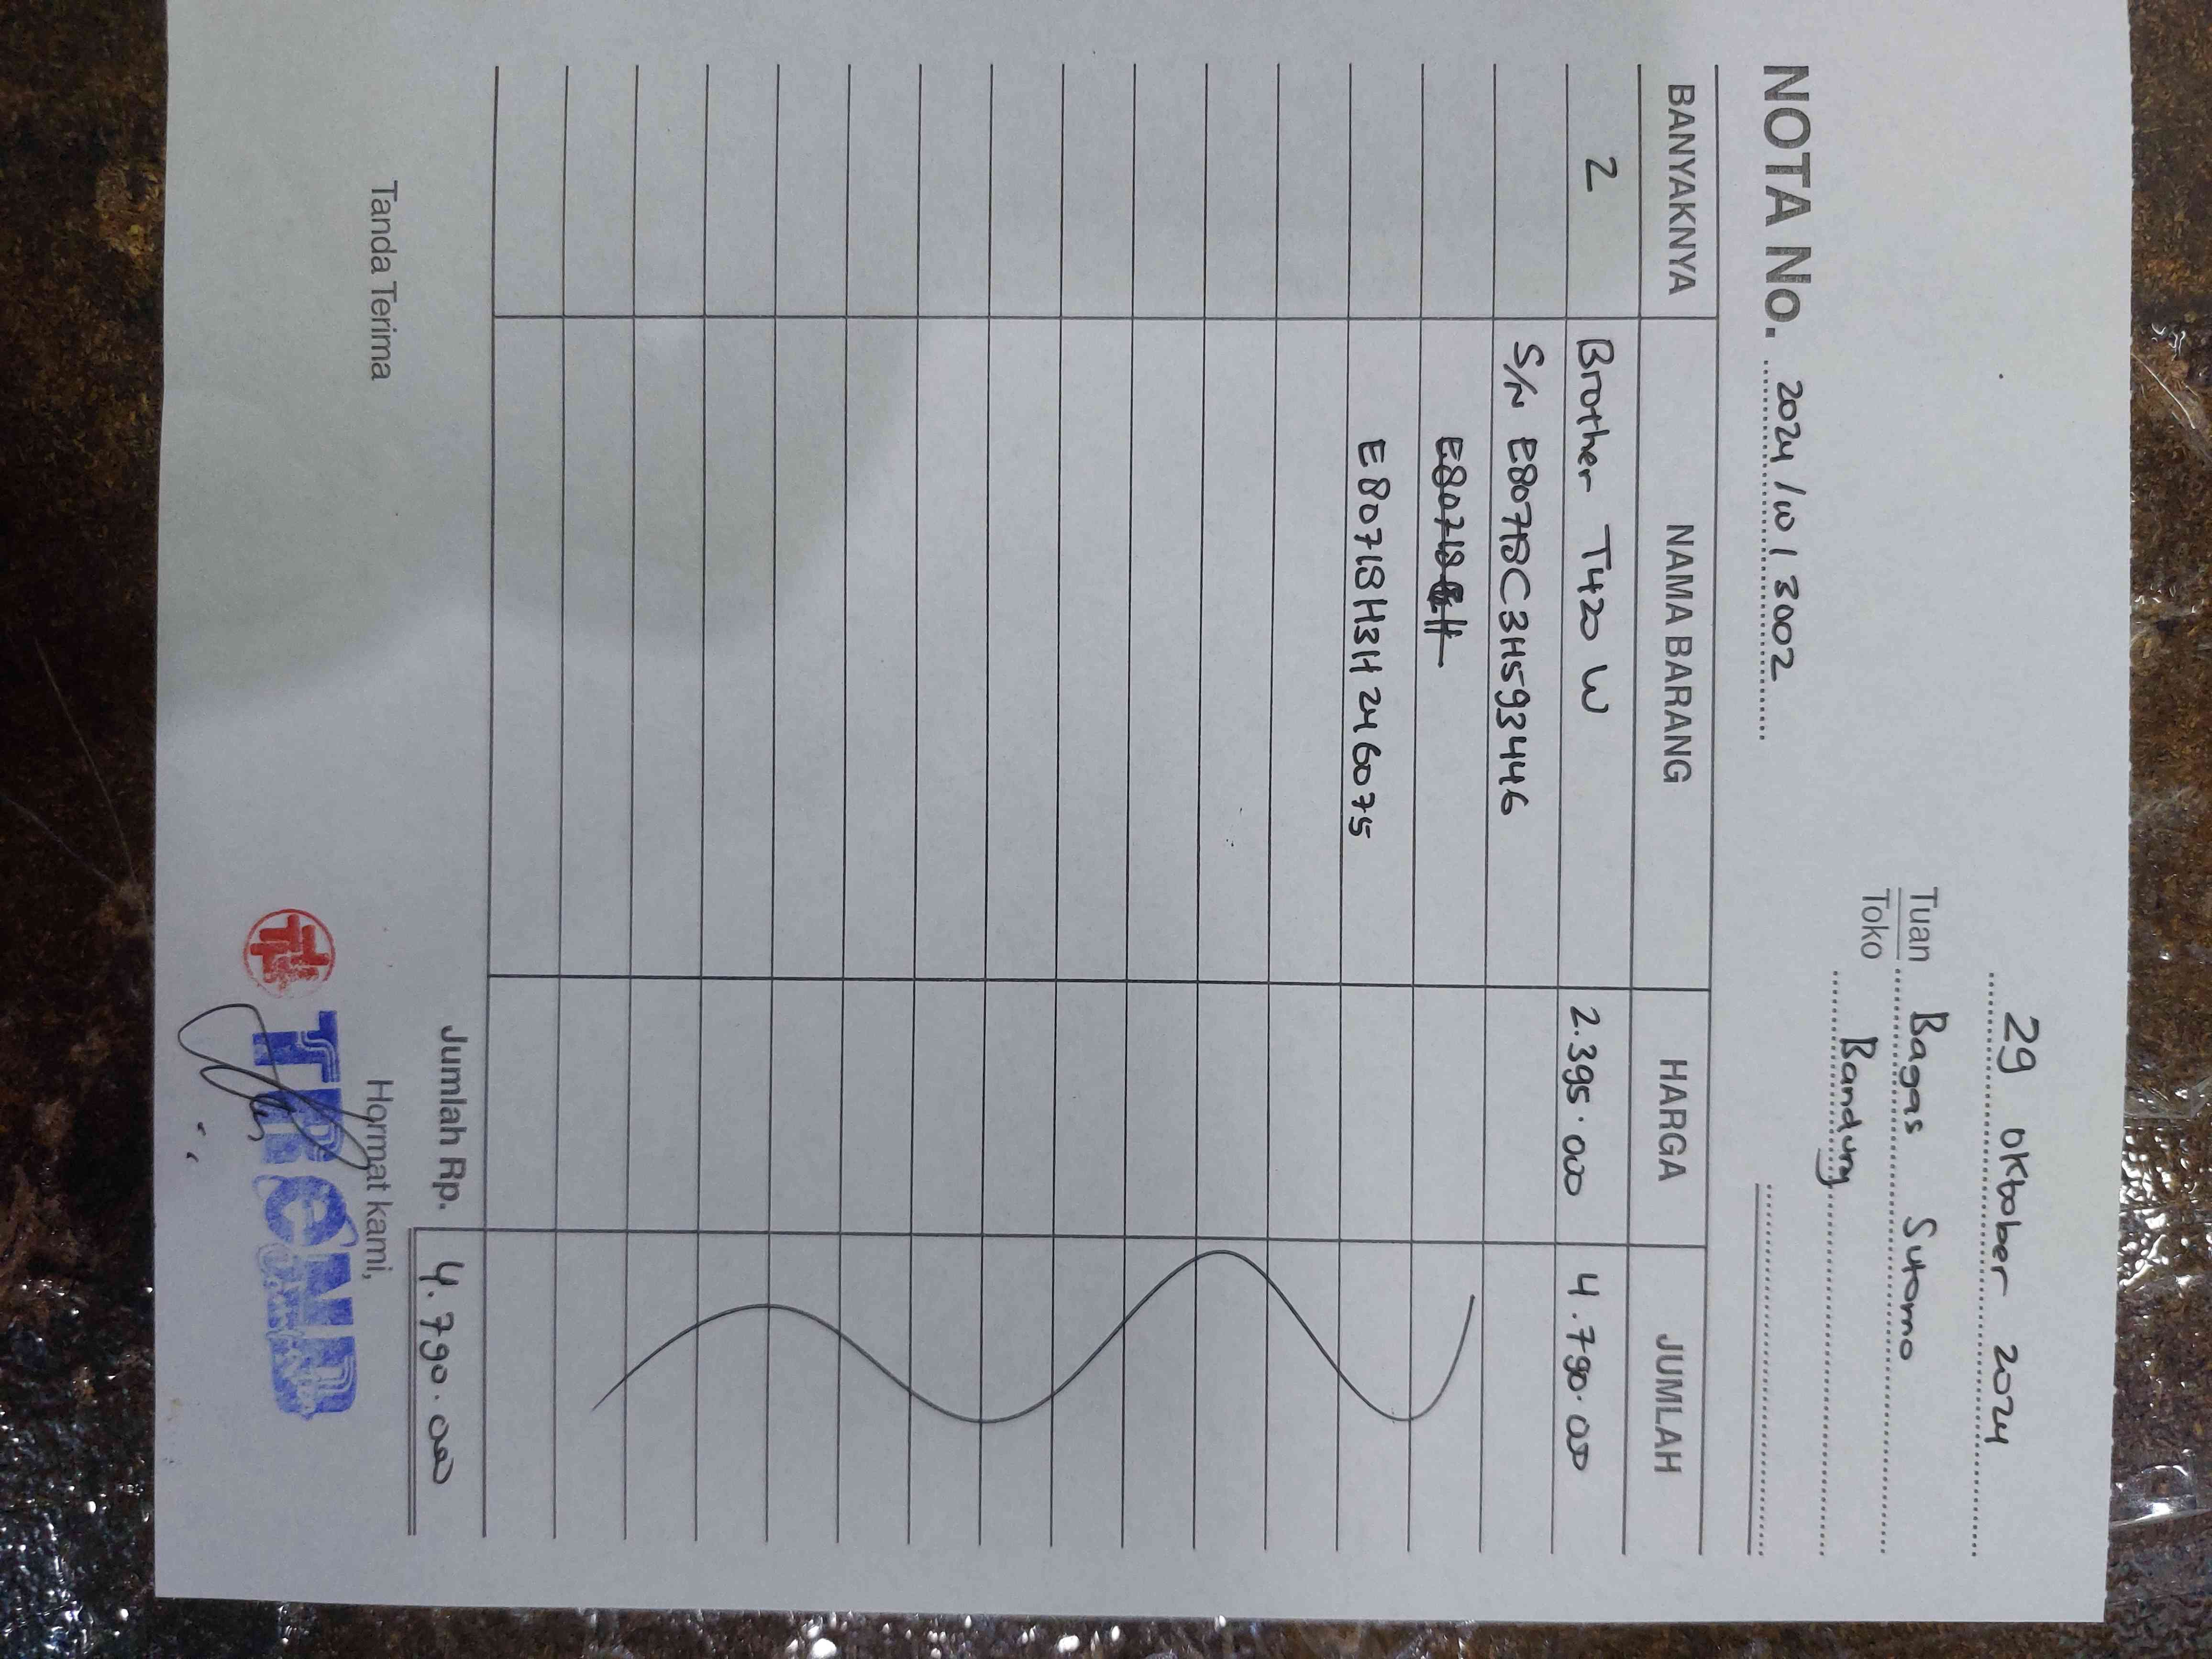 29 Oktober 2024
Tuan Bagas Sutomo
Toko
Bandung
NOTA No. 2024/10/3002
BANYAKNYA NAMA BARANG HARGA JUMLAH
2 Brother T420 W 2.395.000 4.790.000
S/N E80718C3H593446
E80718H3H246075
Jumlah Rp. 4.790.000
Tanda Terima Hormat kami,
TREND